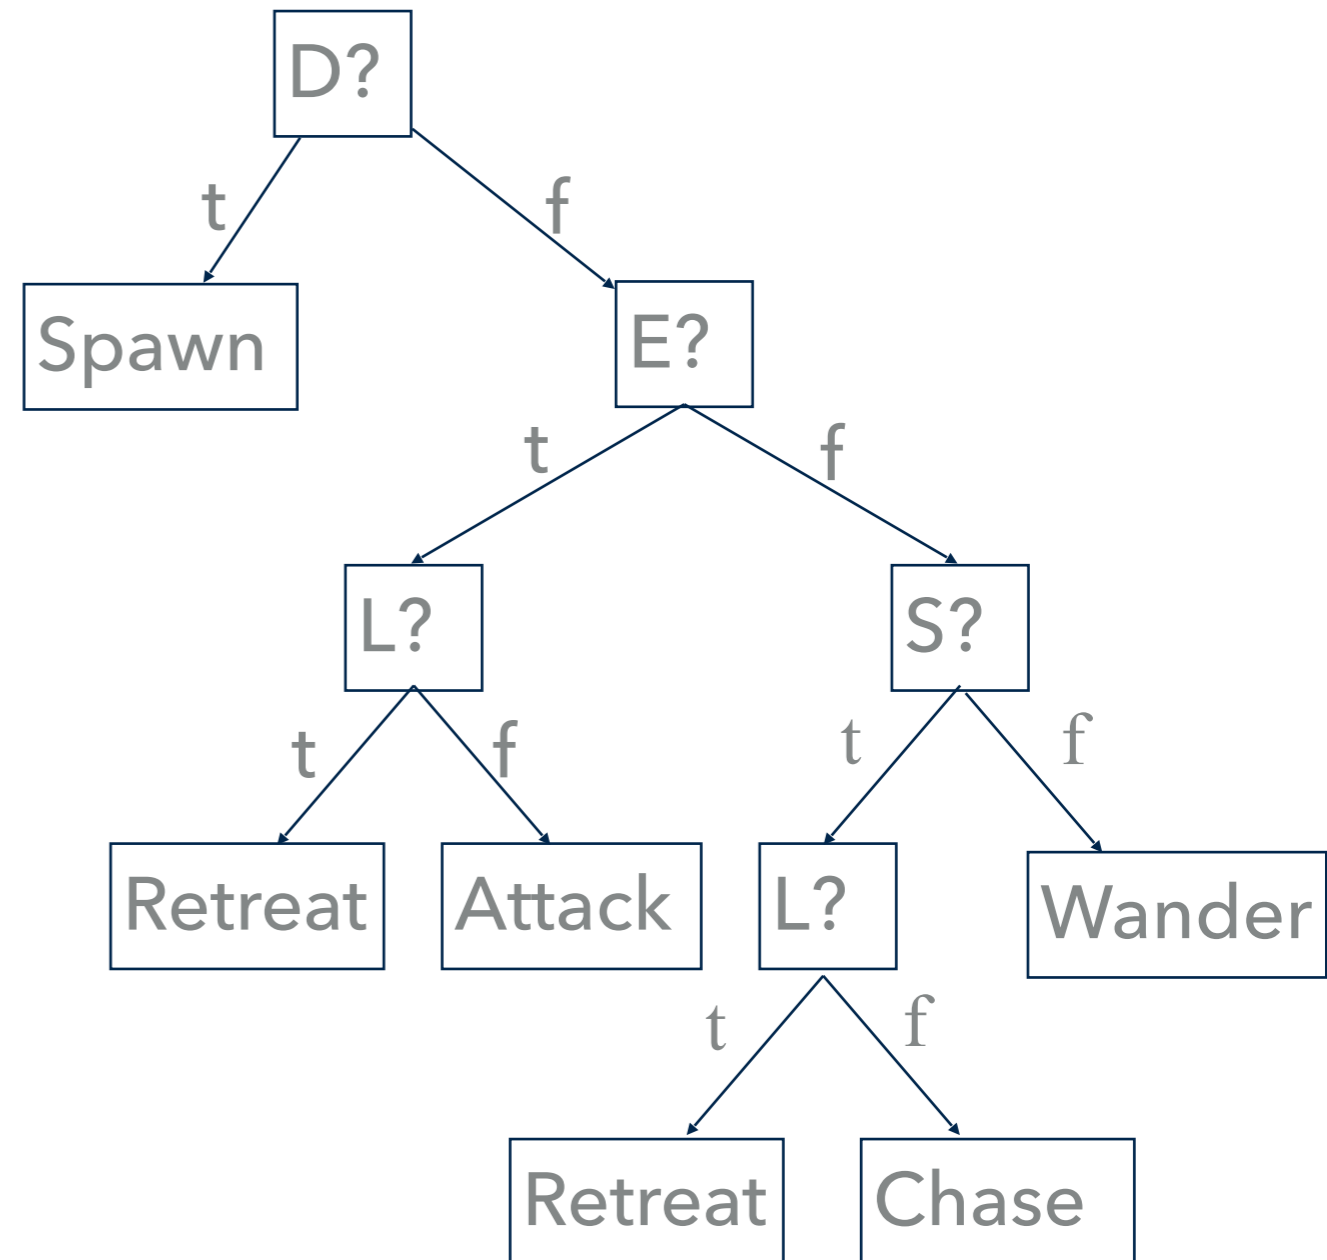 D?
t
f
Spawn
E?
t
f
L?
S?
t
f
t
f
Retreat
Attack
L?
Wander
t
f
Retreat
Chase